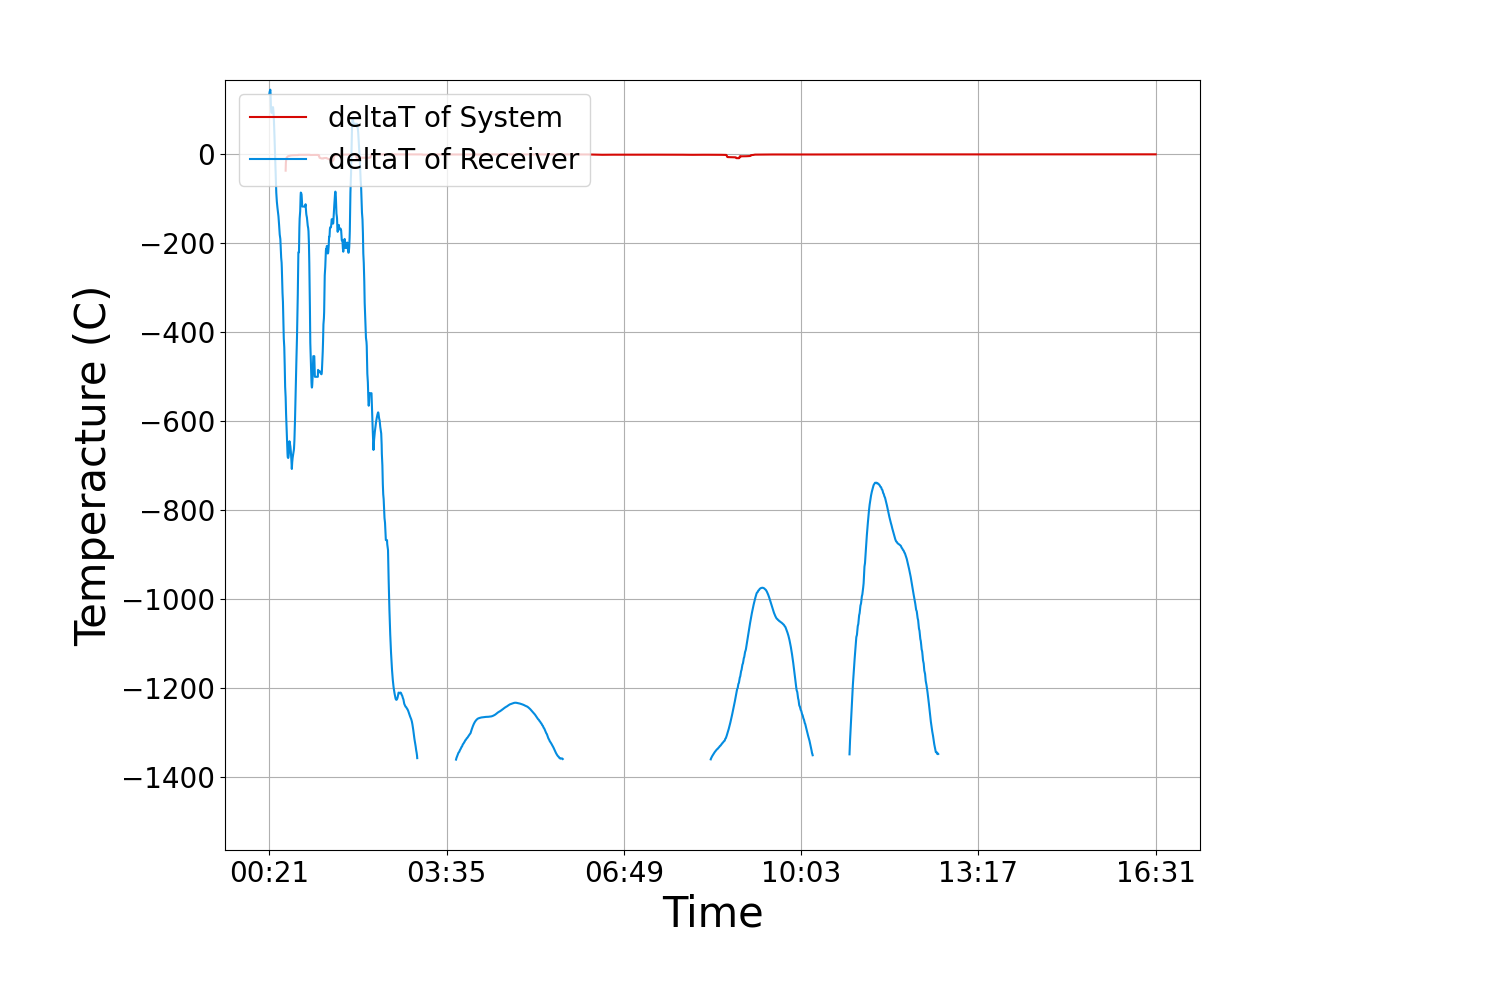 deltaT of System
deltaT of Receiver
0
−200
−400
−600
−800
−1000
−1200
−1400
Temperacture (C)
00:21 03:35 06:49 10:03 13:17 16:31
Time